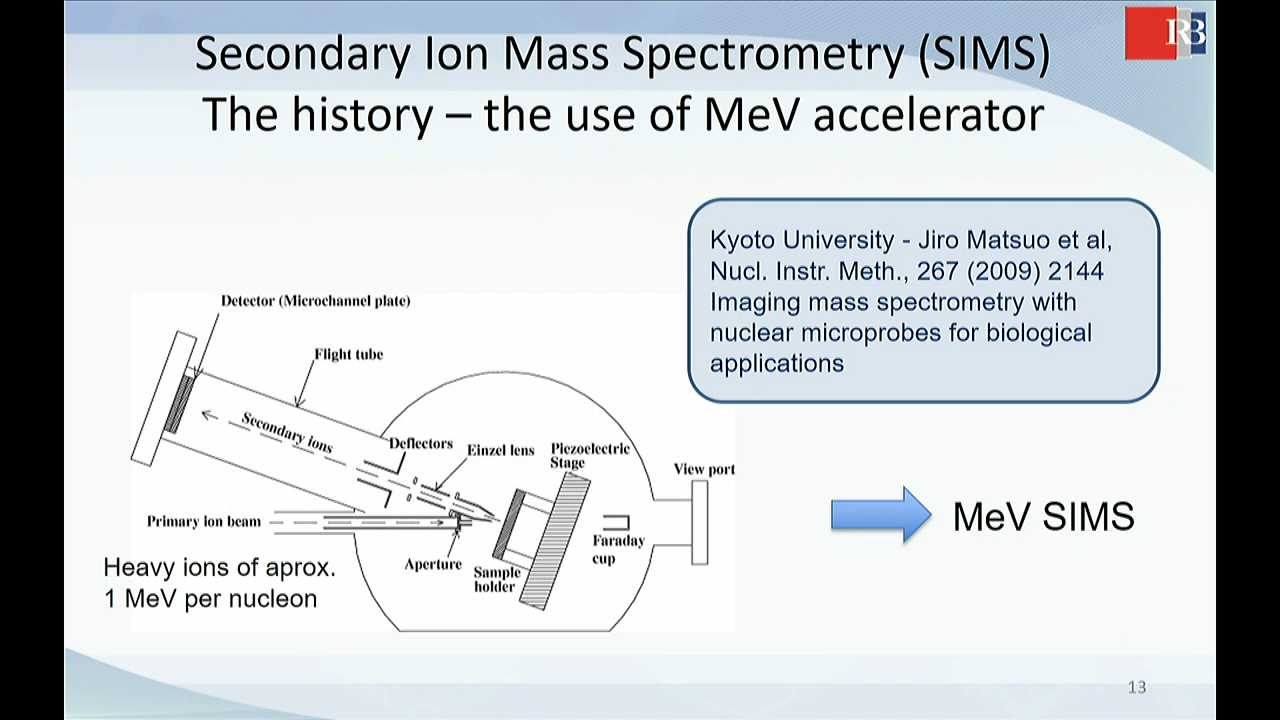 Secondary Ion Mass Spectrometry (SIMS)
The history – the use of MeV accelerator
IRB
Kyoto University - Jiro Matsuo et al,
Nucl. Instr. Meth., 267 (2009) 2144
Imaging mass spectrometry with
nuclear microprobes for biological
applications
Detector (Microchannel plate)
Flight tube
Secondary ions
Deflectors
Einzel lens
Piezoelectric
Stage
View port
Primary ion beam
Aperture
Sample
holder
Faraday
cup
Heavy ions of aprox.
1 MeV per nucleon
MeV SIMS
13